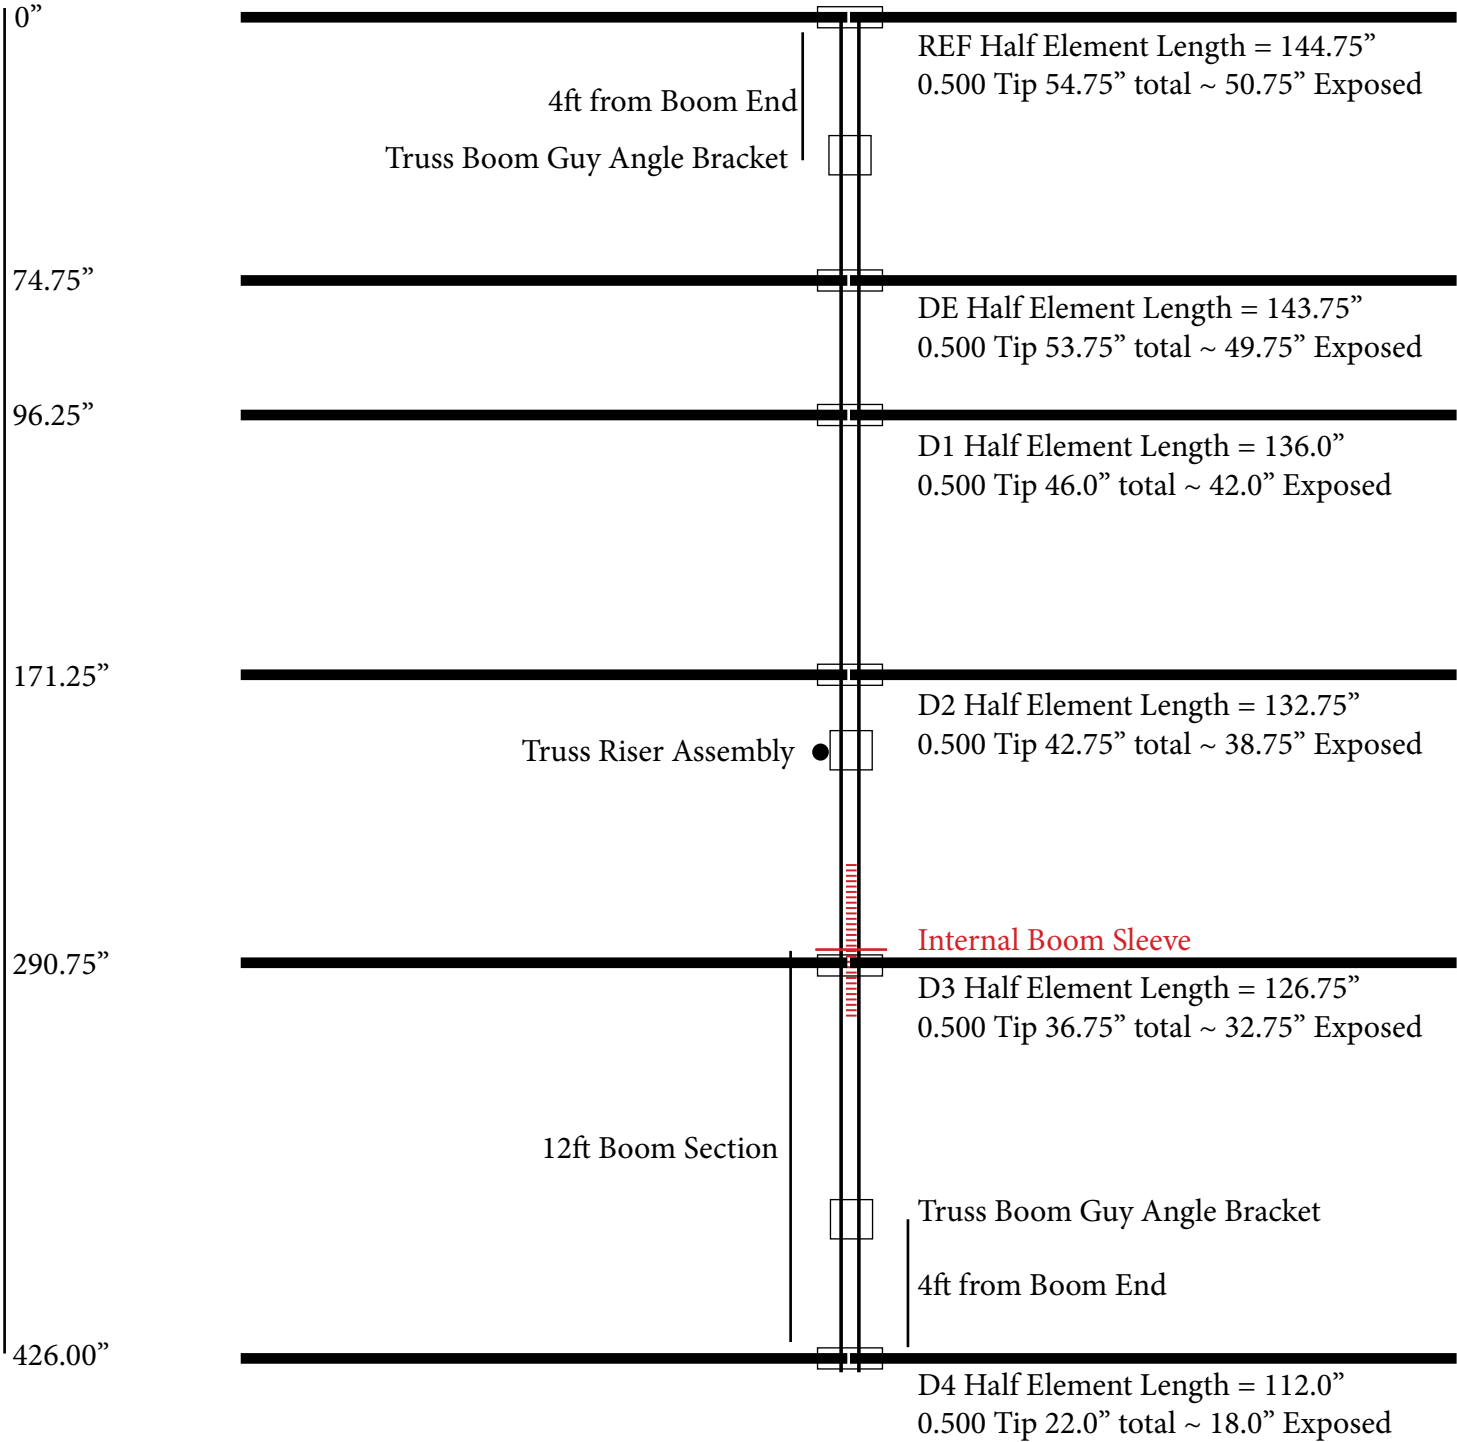 0”
REF Half Element Length = 144.75”
0.500 Tip 54.75” total ~ 50.75” Exposed
4ft from Boom End
Truss Boom Guy Angle Bracket
74.75”
DE Half Element Length = 143.75”
0.500 Tip 53.75” total ~ 49.75” Exposed
96.25”
D1 Half Element Length = 136.0”
0.500 Tip 46.0” total ~ 42.0” Exposed
171.25”
D2 Half Element Length = 132.75”
0.500 Tip 42.75” total ~ 38.75” Exposed
Truss Riser Assembly
Internal Boom Sleeve
290.75”
D3 Half Element Length = 126.75”
0.500 Tip 36.75” total ~ 32.75” Exposed
12ft Boom Section
Truss Boom Guy Angle Bracket
4ft from Boom End
426.00”
D4 Half Element Length = 112.0”
0.500 Tip 22.0” total ~ 18.0” Exposed